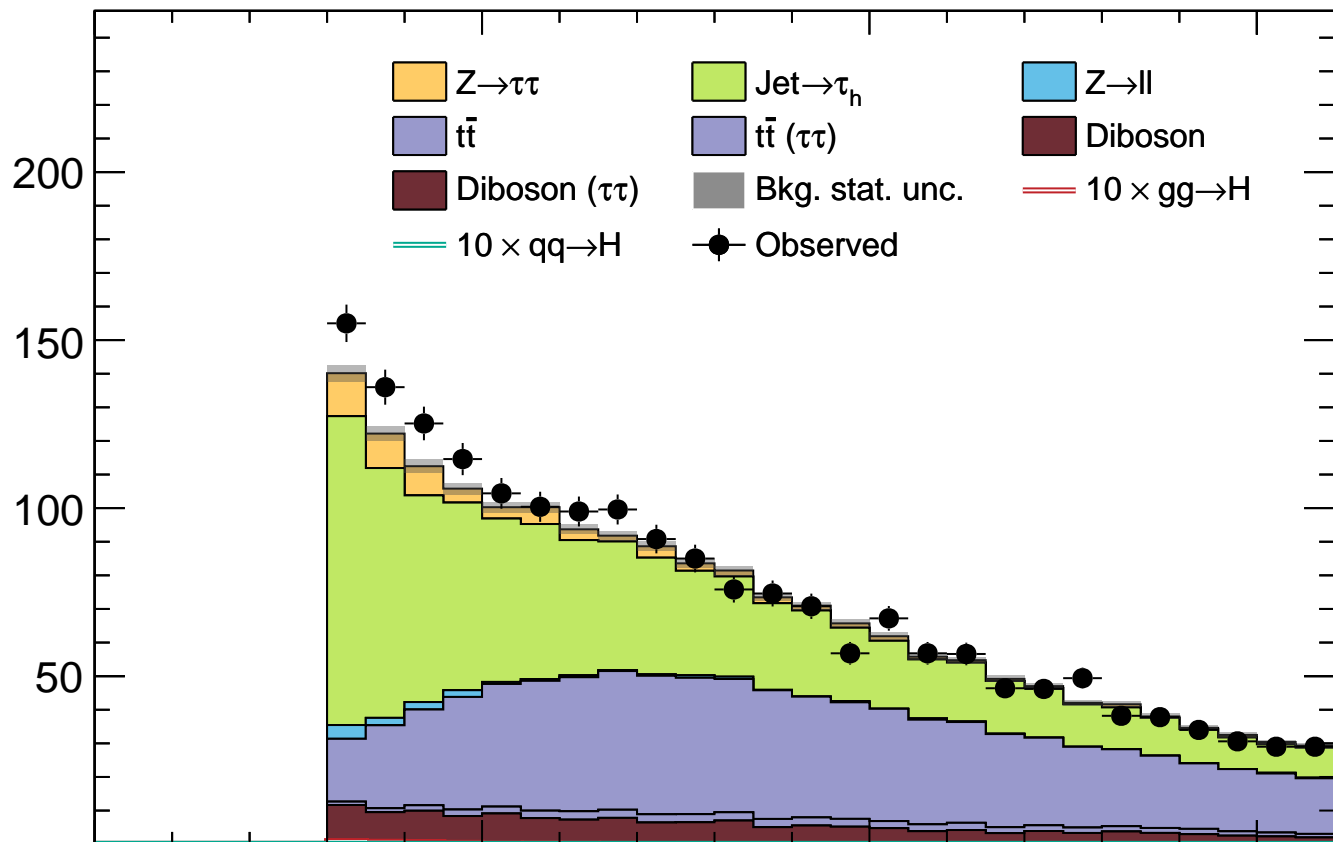 Z→ττ Jet→τ_h Z→ll
tt̄ tt̄ (ττ) Diboson
200
Diboson (ττ) Bkg. stat. unc. 10 × gg→H
10 × qq→H Observed
150
100
50